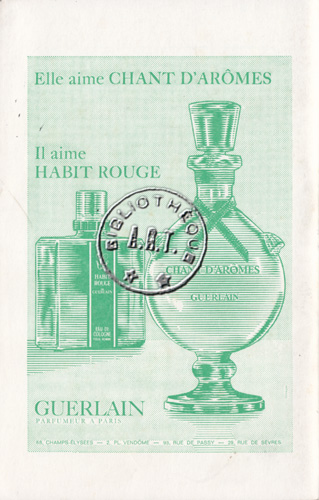 Elle aime CHANT D'ARÔMES
Il aime
HABIT ROUGE
BIBLIOTHÈQUE
A.R.T.
HABIT
ROUGE
GUERLAIN
EAU DE
COLOGNE
CHANT D'ARÔMES
GUERLAIN
GUERLAIN
PARFUMEUR A PARIS
68, CHAMPS-ÉLYSÉES — 2, PL. VENDÔME — 93, RUE DE PASSY — 29, RUE DE SÈVRES